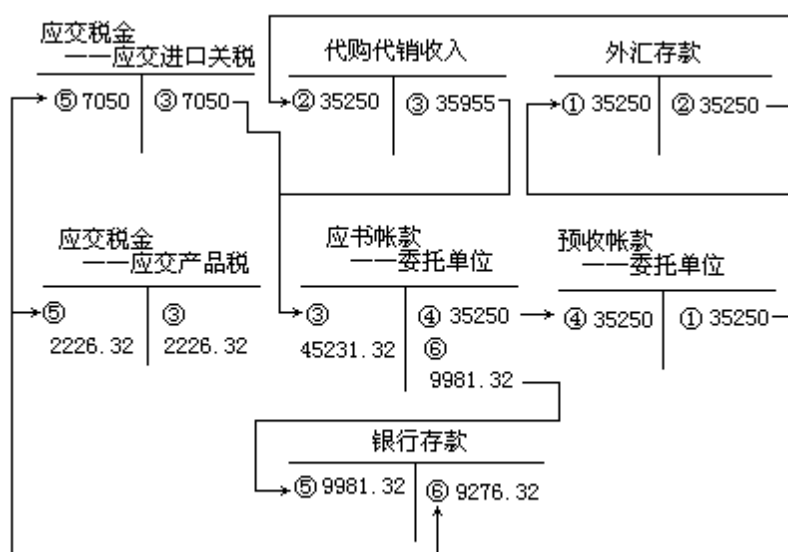 应交税金
——应交进口关税
⑤ 7050
③ 7050
代购代销收入
② 35250
③ 35955
外汇存款
① 35250
② 35250
应交税金
——应交产品税
⑤
2226.32
③
2226.32
应书帐款
——委托单位
③
45231.32
④ 35250
⑥
9981.32
预收帐款
——委托单位
④ 35250
① 35250
银行存款
⑤ 9981.32
⑥ 9276.32